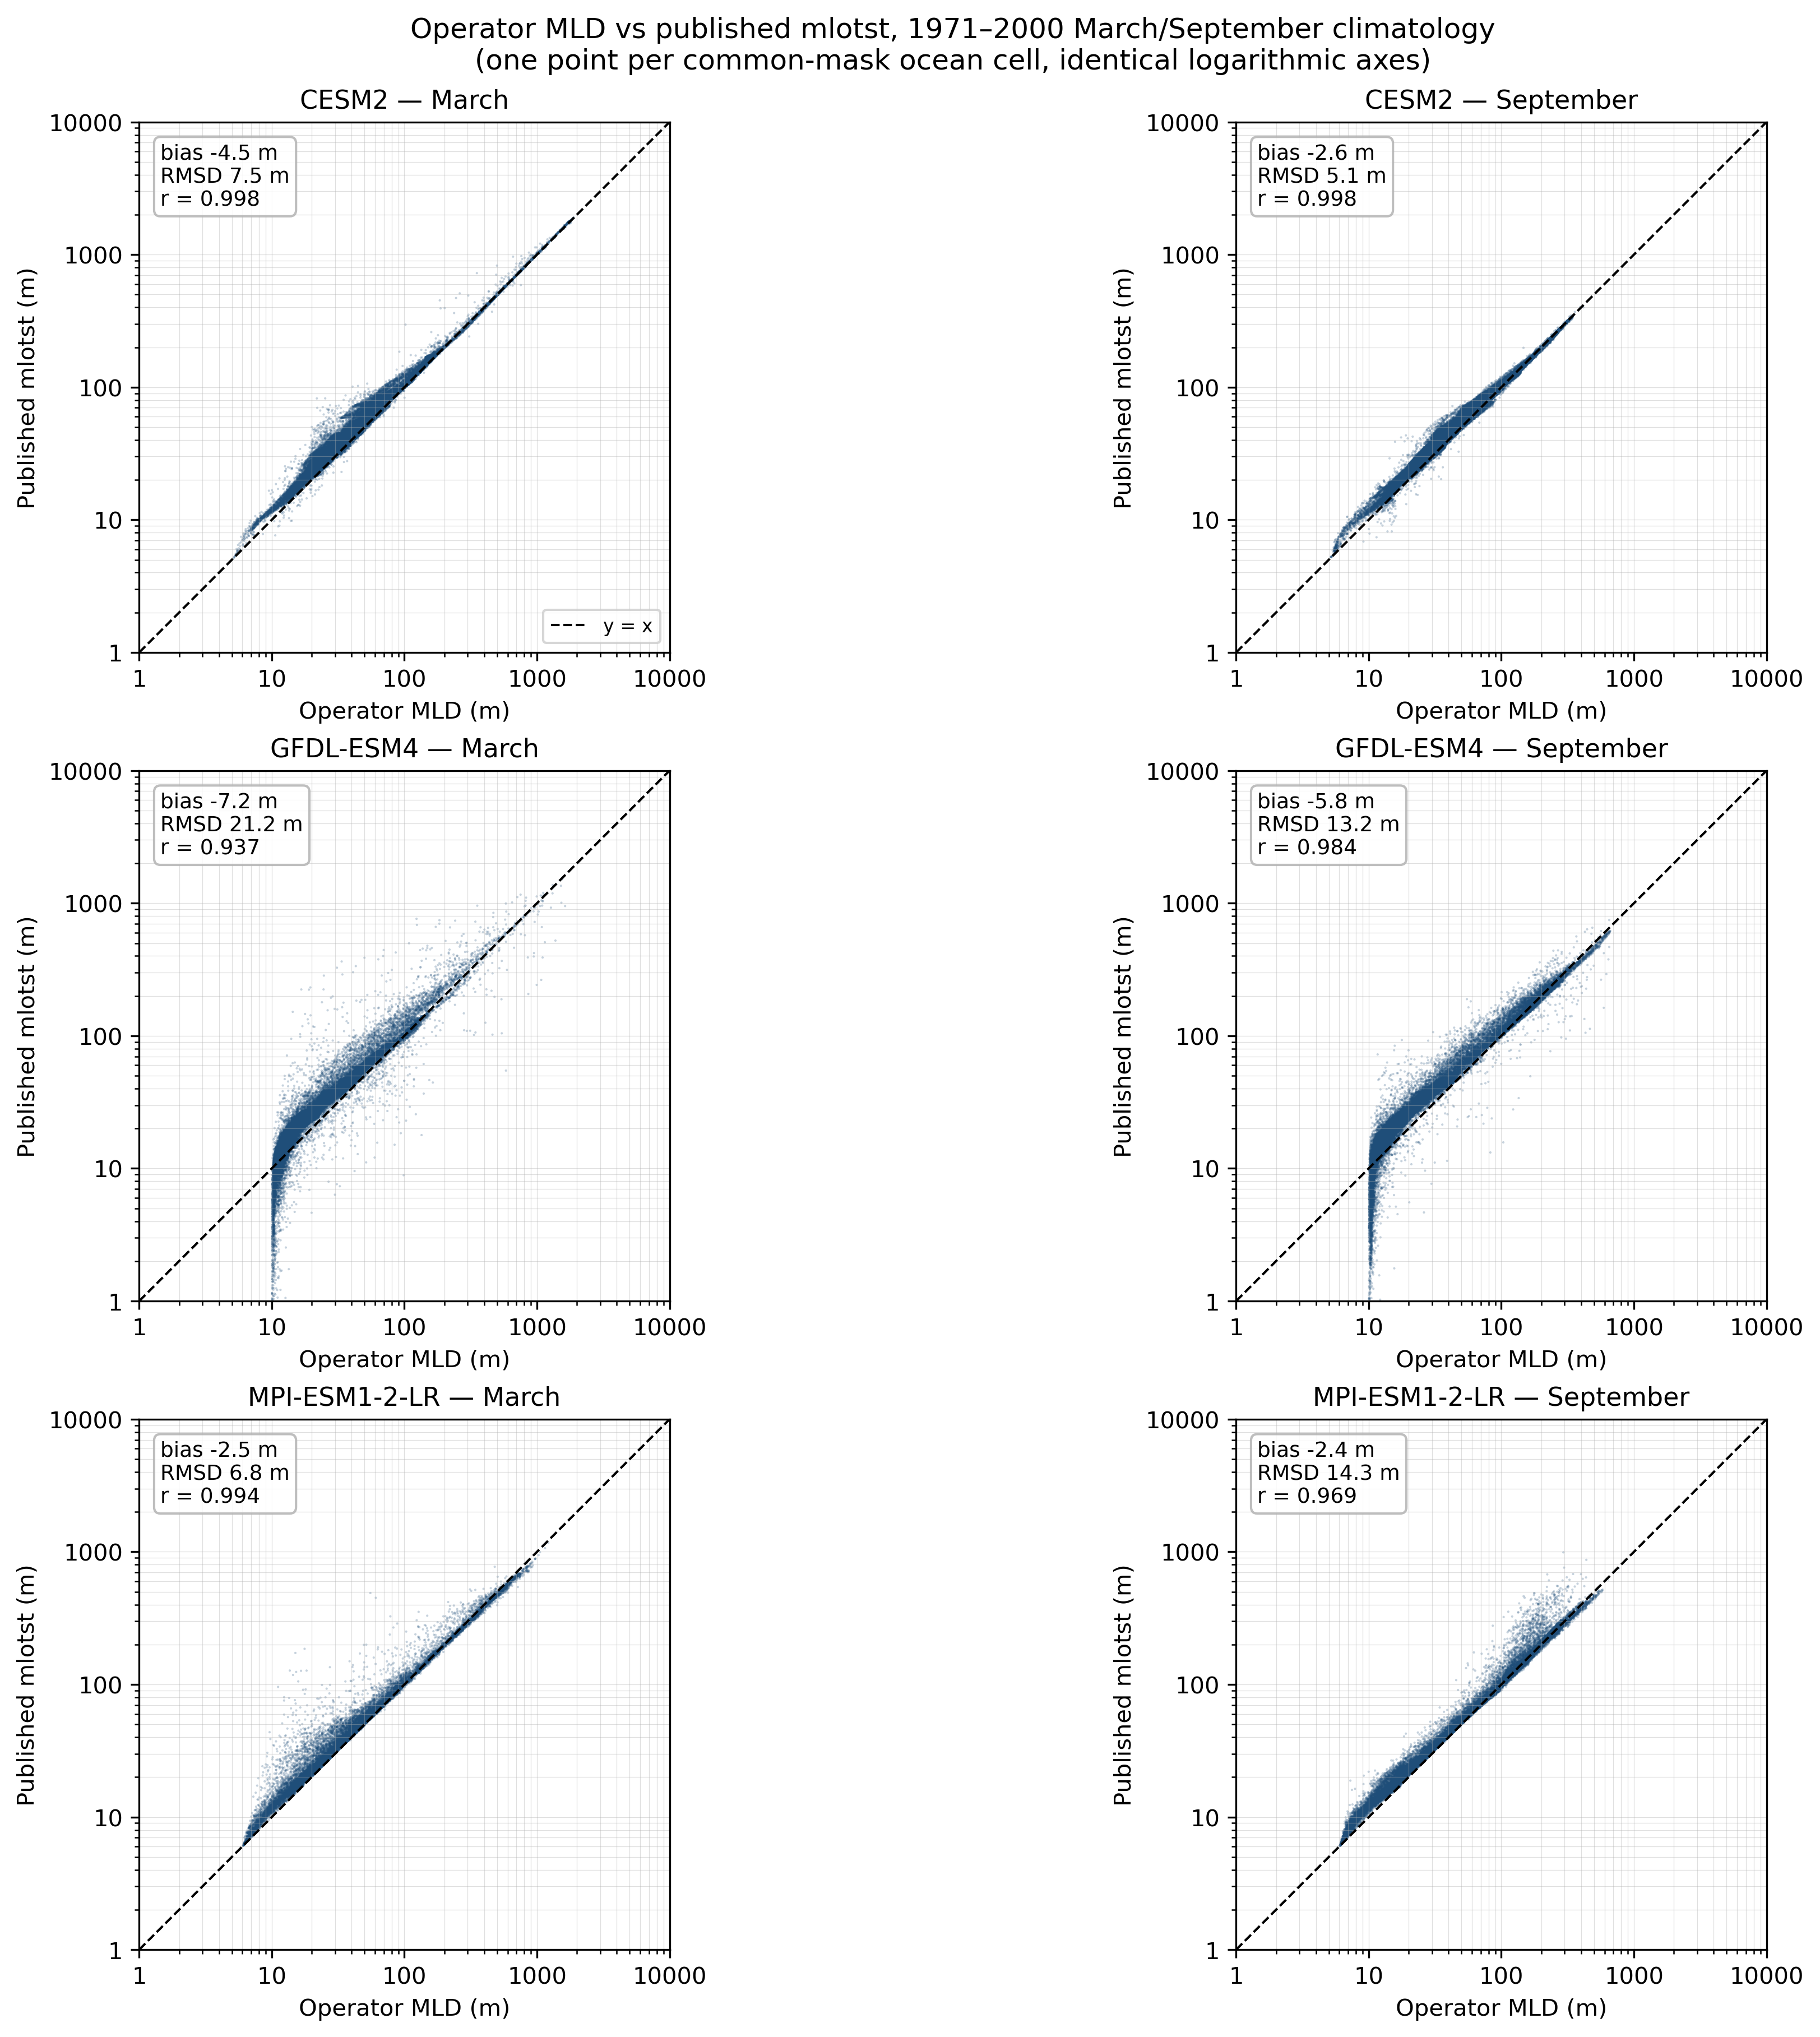 Operator MLD vs published mlotst, 1971–2000 March/September climatology
(one point per common-mask ocean cell, identical logarithmic axes)
CESM2 — March
10000
1000
100
10
1
Published mlotst (m)
bias -4.5 m
RMSD 7.5 m
r = 0.998
y = x
1 10 100 1000 10000
Operator MLD (m)
CESM2 — September
10000
1000
100
10
1
Published mlotst (m)
bias -2.6 m
RMSD 5.1 m
r = 0.998
1 10 100 1000 10000
Operator MLD (m)
GFDL-ESM4 — March
10000
1000
100
10
1
Published mlotst (m)
bias -7.2 m
RMSD 21.2 m
r = 0.937
1 10 100 1000 10000
Operator MLD (m)
GFDL-ESM4 — September
10000
1000
100
10
1
Published mlotst (m)
bias -5.8 m
RMSD 13.2 m
r = 0.984
1 10 100 1000 10000
Operator MLD (m)
MPI-ESM1-2-LR — March
10000
1000
100
10
1
Published mlotst (m)
bias -2.5 m
RMSD 6.8 m
r = 0.994
1 10 100 1000 10000
Operator MLD (m)
MPI-ESM1-2-LR — September
10000
1000
100
10
1
Published mlotst (m)
bias -2.4 m
RMSD 14.3 m
r = 0.969
1 10 100 1000 10000
Operator MLD (m)